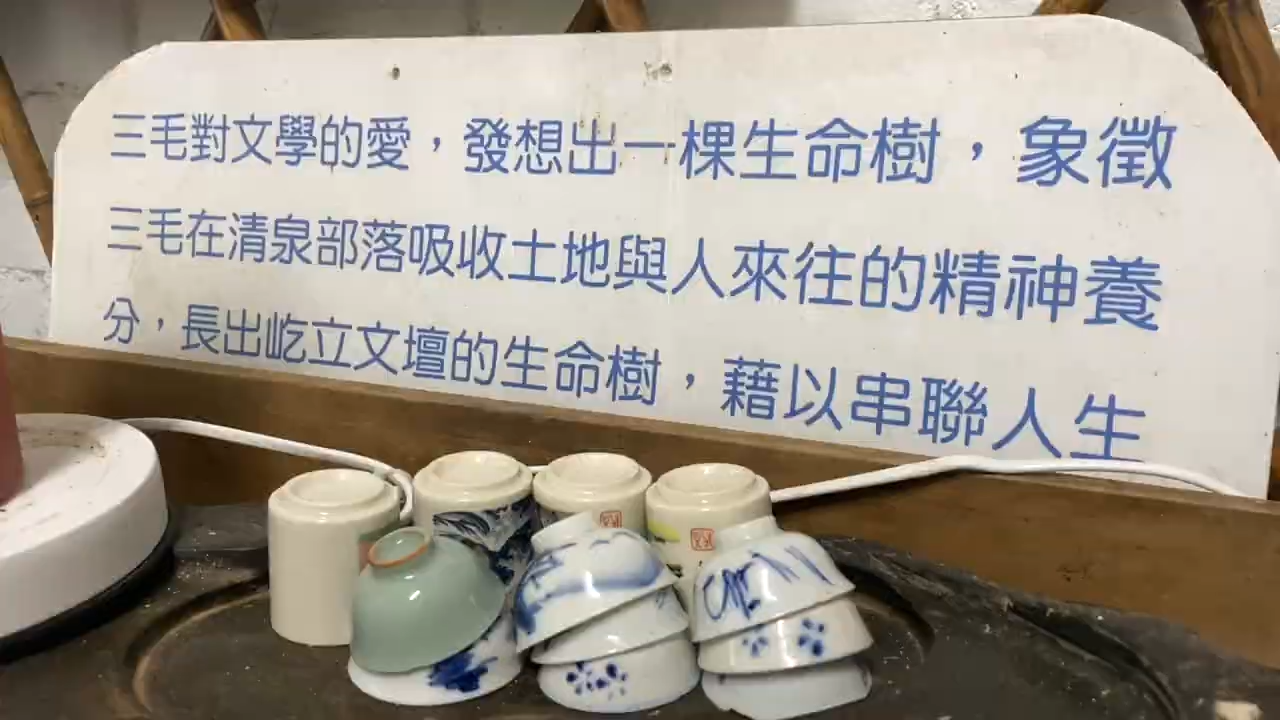 三毛對文學的愛，發想出一棵生命樹，象徵
三毛在清泉部落吸收土地與人來往的精神養
分，長出屹立文壇的生命樹，藉以串聯人生